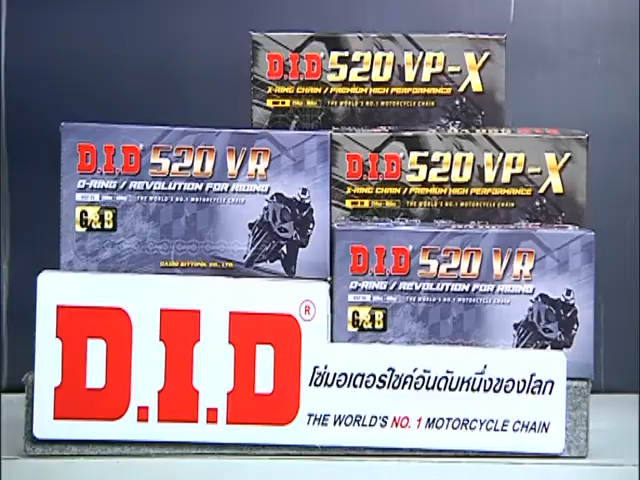 D.I.D 520 VP-X
X-RING CHAIN / PREMIUM HIGH PERFORMANCE
THE WORLD'S NO.1 MOTORCYCLE CHAIN
D.I.D 520 VR
O-RING / REVOLUTION FOR RIDING
THE WORLD'S NO.1 MOTORCYCLE CHAIN
G&B
DAIDO SITTIPOL CO., LTD.
D.I.D 520 VP-X
X-RING CHAIN / PREMIUM HIGH PERFORMANCE
THE WORLD'S NO.1 MOTORCYCLE CHAIN
D.I.D 520 VR
O-RING / REVOLUTION FOR RIDING
THE WORLD'S NO.1 MOTORCYCLE CHAIN
G&B
D.I.D ®
โซ่มอเตอร์ไซค์อันดับหนึ่งของโลก
THE WORLD'S NO. 1 MOTORCYCLE CHAIN